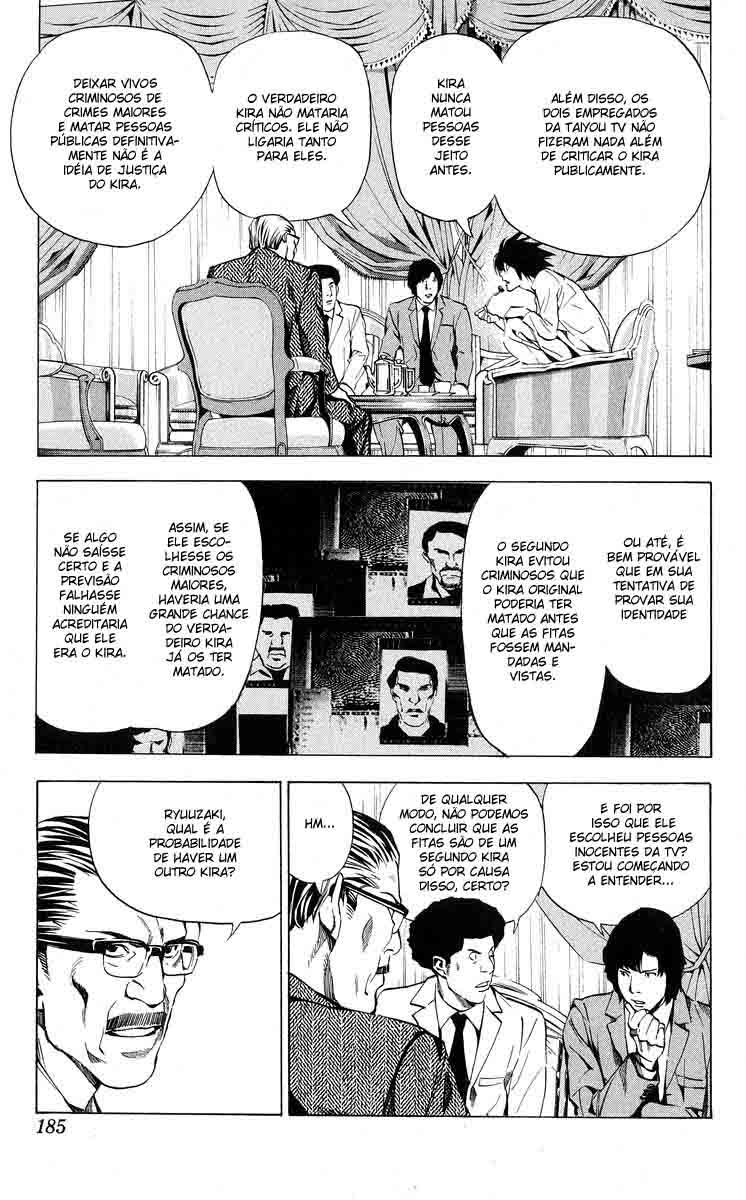 ALÉM DISSO, OS
DOIS EMPREGADOS
DA TAIYOU TV NÃO
FIZERAM NADA ALÉM
DE CRITICAR O KIRA
PUBLICAMENTE.
KIRA
NUNCA
MATOU
PESSOAS
DESSE
JEITO
ANTES.
O VERDADEIRO
KIRA NÃO MATARIA
CRÍTICOS. ELE NÃO
LIGARIA TANTO
PARA ELES.
DEIXAR VIVOS
CRIMINOSOS DE
CRIMES MAIORES
E MATAR PESSOAS
PÚBLICAS DEFINITIVA-
MENTE NÃO É A
IDÉIA DE JUSTIÇA
DO KIRA.
OU ATÉ, É
BEM PROVÁVEL
QUE EM SUA
TENTATIVA DE
PROVAR SUA
IDENTIDADE
O SEGUNDO
KIRA EVITOU
CRIMINOSOS QUE
O KIRA ORIGINAL
PODERIA TER
MATADO ANTES
QUE AS FITAS
FOSSEM MAN-
DADAS E
VISTAS.
ASSIM, SE
ELE ESCO-
LHESSE OS
CRIMINOSOS
MAIORES,
HAVERIA UMA
GRANDE CHANCE
DO VERDA-
DEIRO KIRA
JÁ OS TER
MATADO.
SE ALGO
NÃO SAÍSSE
CERTO E A
PREVISÃO
FALHASSE
NINGUÉM
ACREDITARIA
QUE ELE
ERA O KIRA.
E FOI POR
ISSO QUE ELE
ESCOLHEU PESSOAS
INOCENTES DA TV?
ESTOU COMEÇANDO
A ENTENDER...
DE QUALQUER
MODO, NÃO PODEMOS
CONCLUIR QUE AS
FITAS SÃO DE UM
SEGUNDO KIRA
SÓ POR CAUSA
DISSO, CERTO?
HM...
RYUUZAKI,
QUAL É A
PROBABILIDADE
DE HAVER UM
OUTRO KIRA?
185